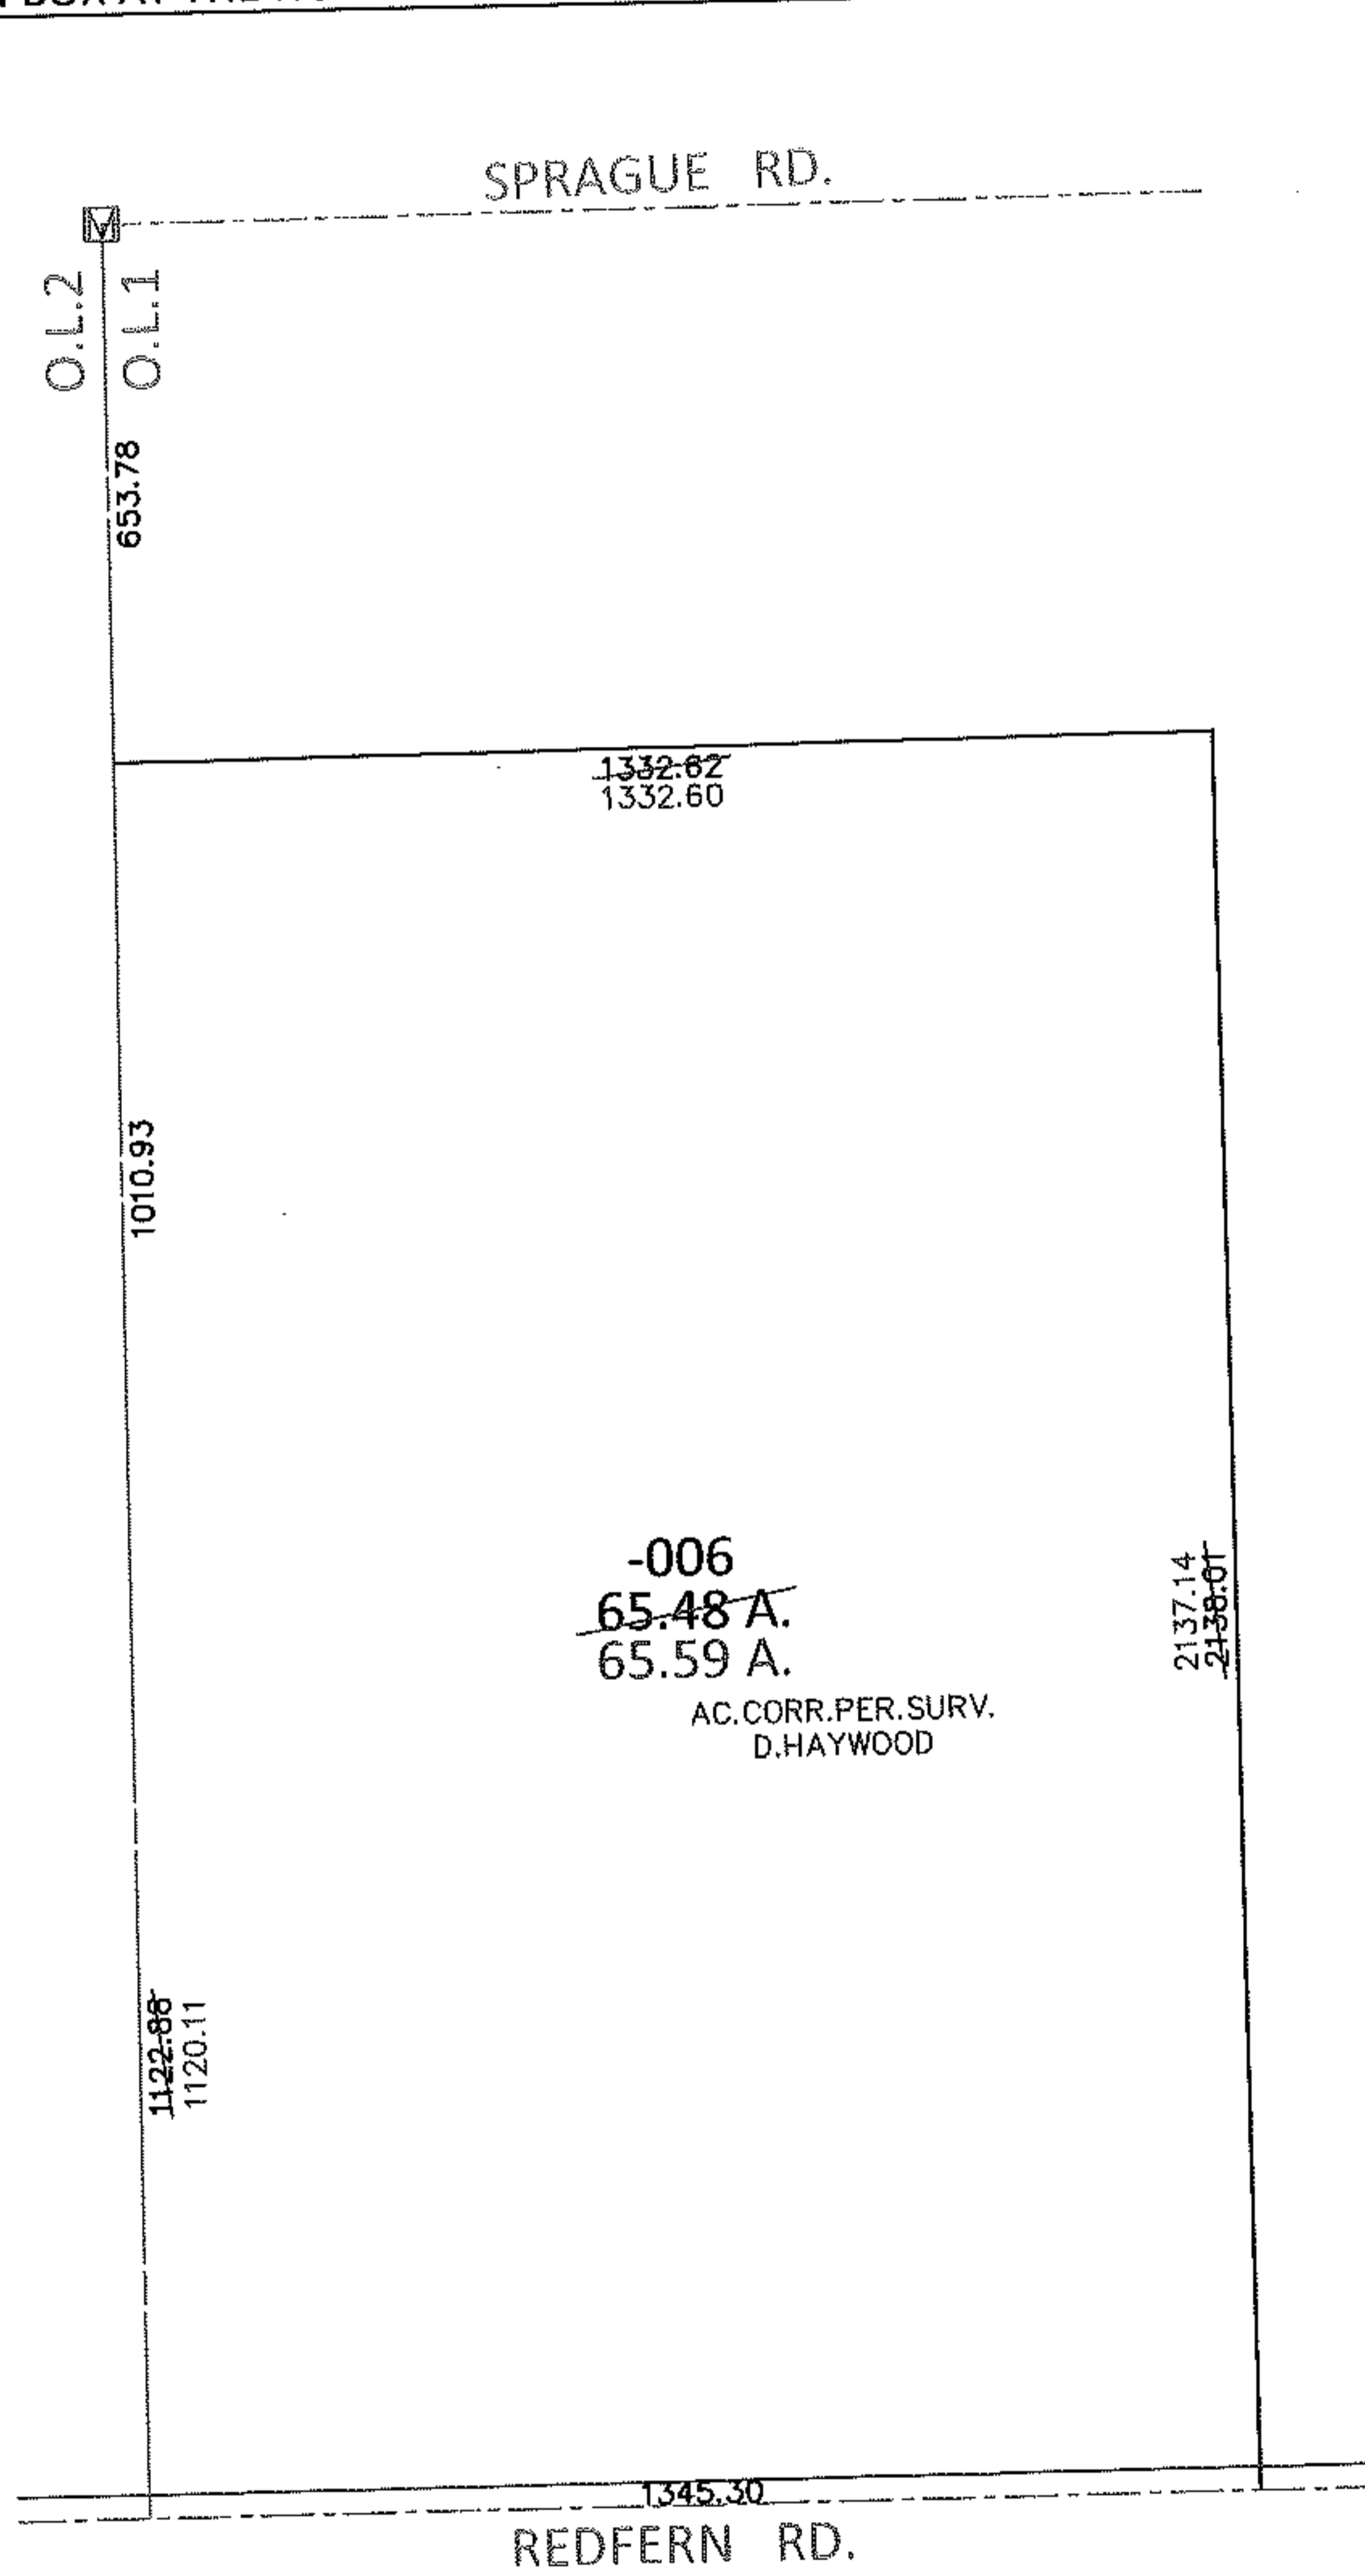 SPRAGUE RD.
O.L.2
O.L.1
653.78
1332.62
1332.60
1010.93
-006
65.48 A.
65.59 A.
AC.CORR.PER.SURV.
D.HAYWOOD
2137.14
2138.01
1122.88
1120.11
1345.30
REDFERN RD.